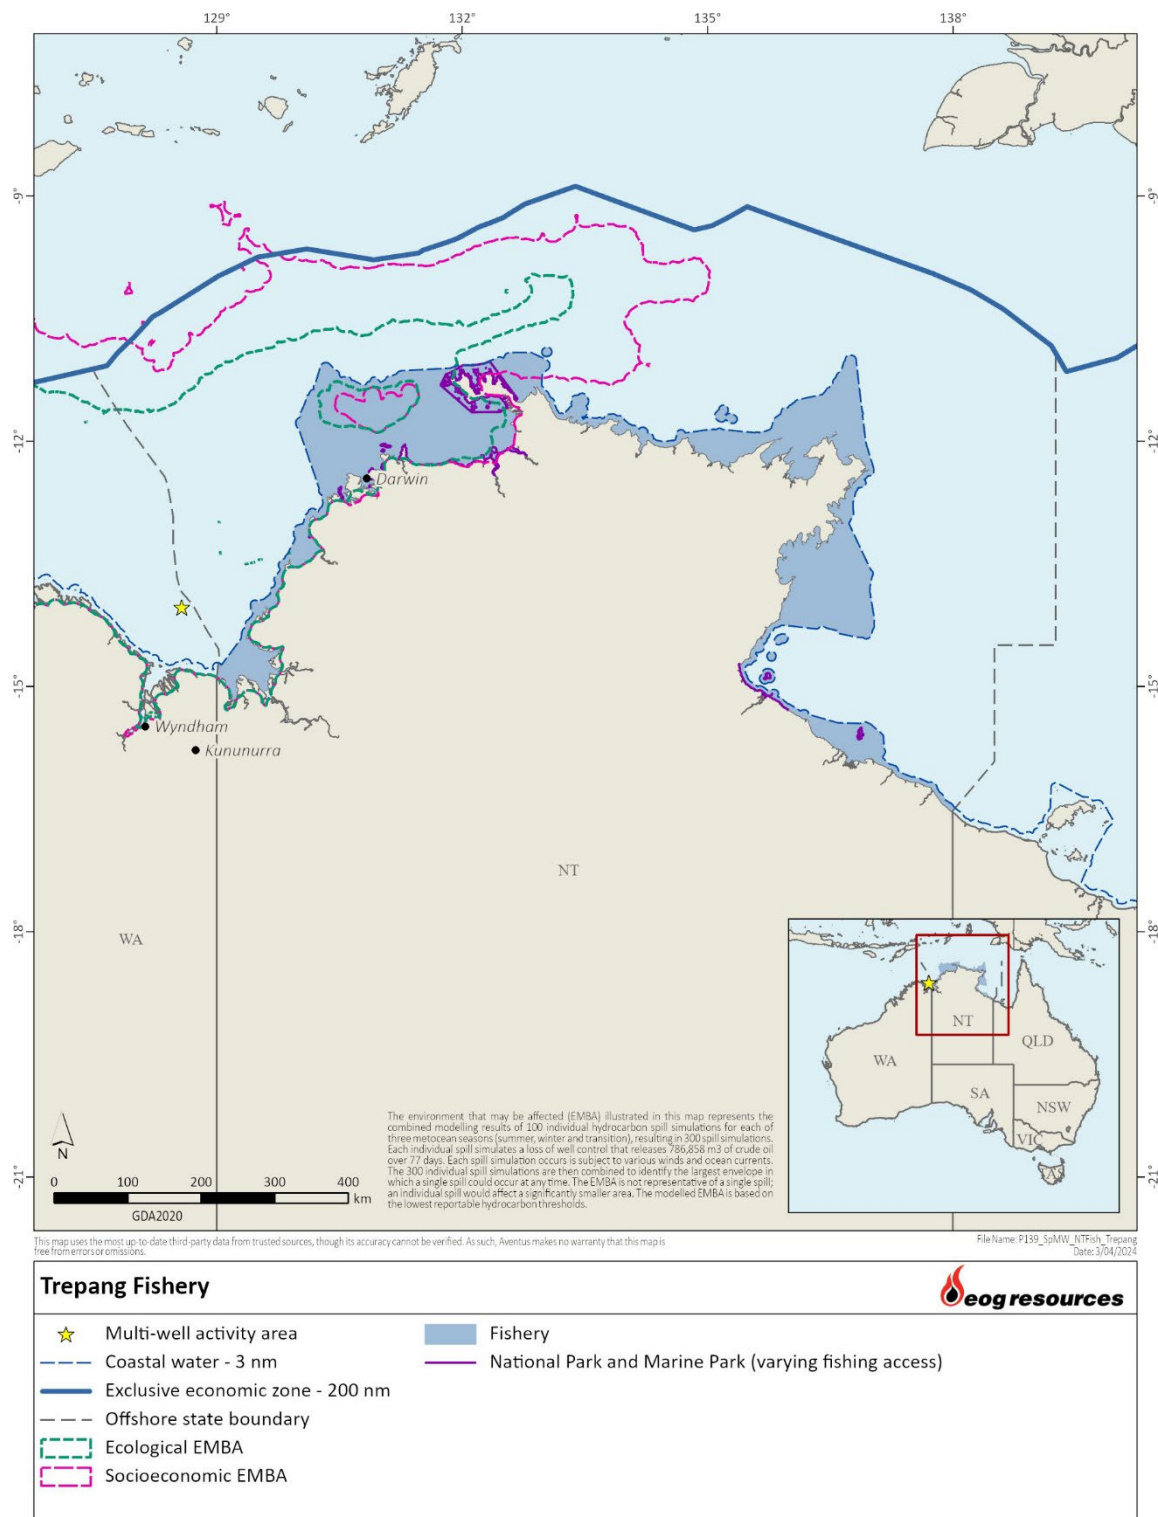 129°
132°
135°
138°
-9°
-9°
-12°
-12°
Darwin
-15°
-15°
Wyndham
Kununurra
NT
-18°
-18°
WA
NT
WA
QLD
SA
NSW
VIC
-21°
-21°
N
0 100 200 300 400
km
GDA2020
The environment that may be affected (EMBA) illustrated in this map represents the
combined modelling results of 100 individual hydrocarbon spill simulations for each of
three metocean seasons (summer, winter and transition), resulting in 300 spill simulations.
Each individual spill simulates a loss of well control that releases 786,858 m3 of crude oil
over 77 days. Each spill simulation occurs is subject to various winds and ocean currents.
The 300 individual spill simulations are then combined to identify the largest envelope in
which a single spill could occur at any time. The EMBA is not representative of a single spill;
an individual spill would affect a significantly smaller area. The modelled EMBA is based on
the lowest reportable hydrocarbon thresholds.
This map uses the most up-to-date third-party data from trusted sources, though its accuracy cannot be verified. As such, Aventus makes no warranty that this map is
free from errors or omissions.
File Name: P139_SpMW_NTFish_Trepang
Date: 3/04/2024
Trepang Fishery
eog resources
Multi-well activity area
Coastal water - 3 nm
Exclusive economic zone - 200 nm
Offshore state boundary
Ecological EMBA
Socioeconomic EMBA
Fishery
National Park and Marine Park (varying fishing access)